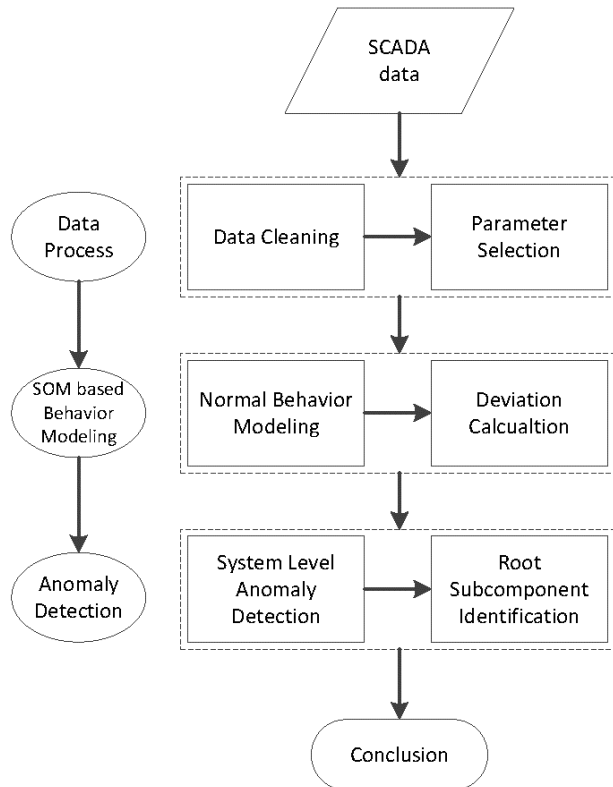 SCADA
data
Data
Process
Data Cleaning
Parameter
Selection
SOM based
Behavior
Modeling
Normal Behavior
Modeling
Deviation
Calcualtion
Anomaly
Detection
System Level
Anomaly
Detection
Root
Subcomponent
Identification
Conclusion